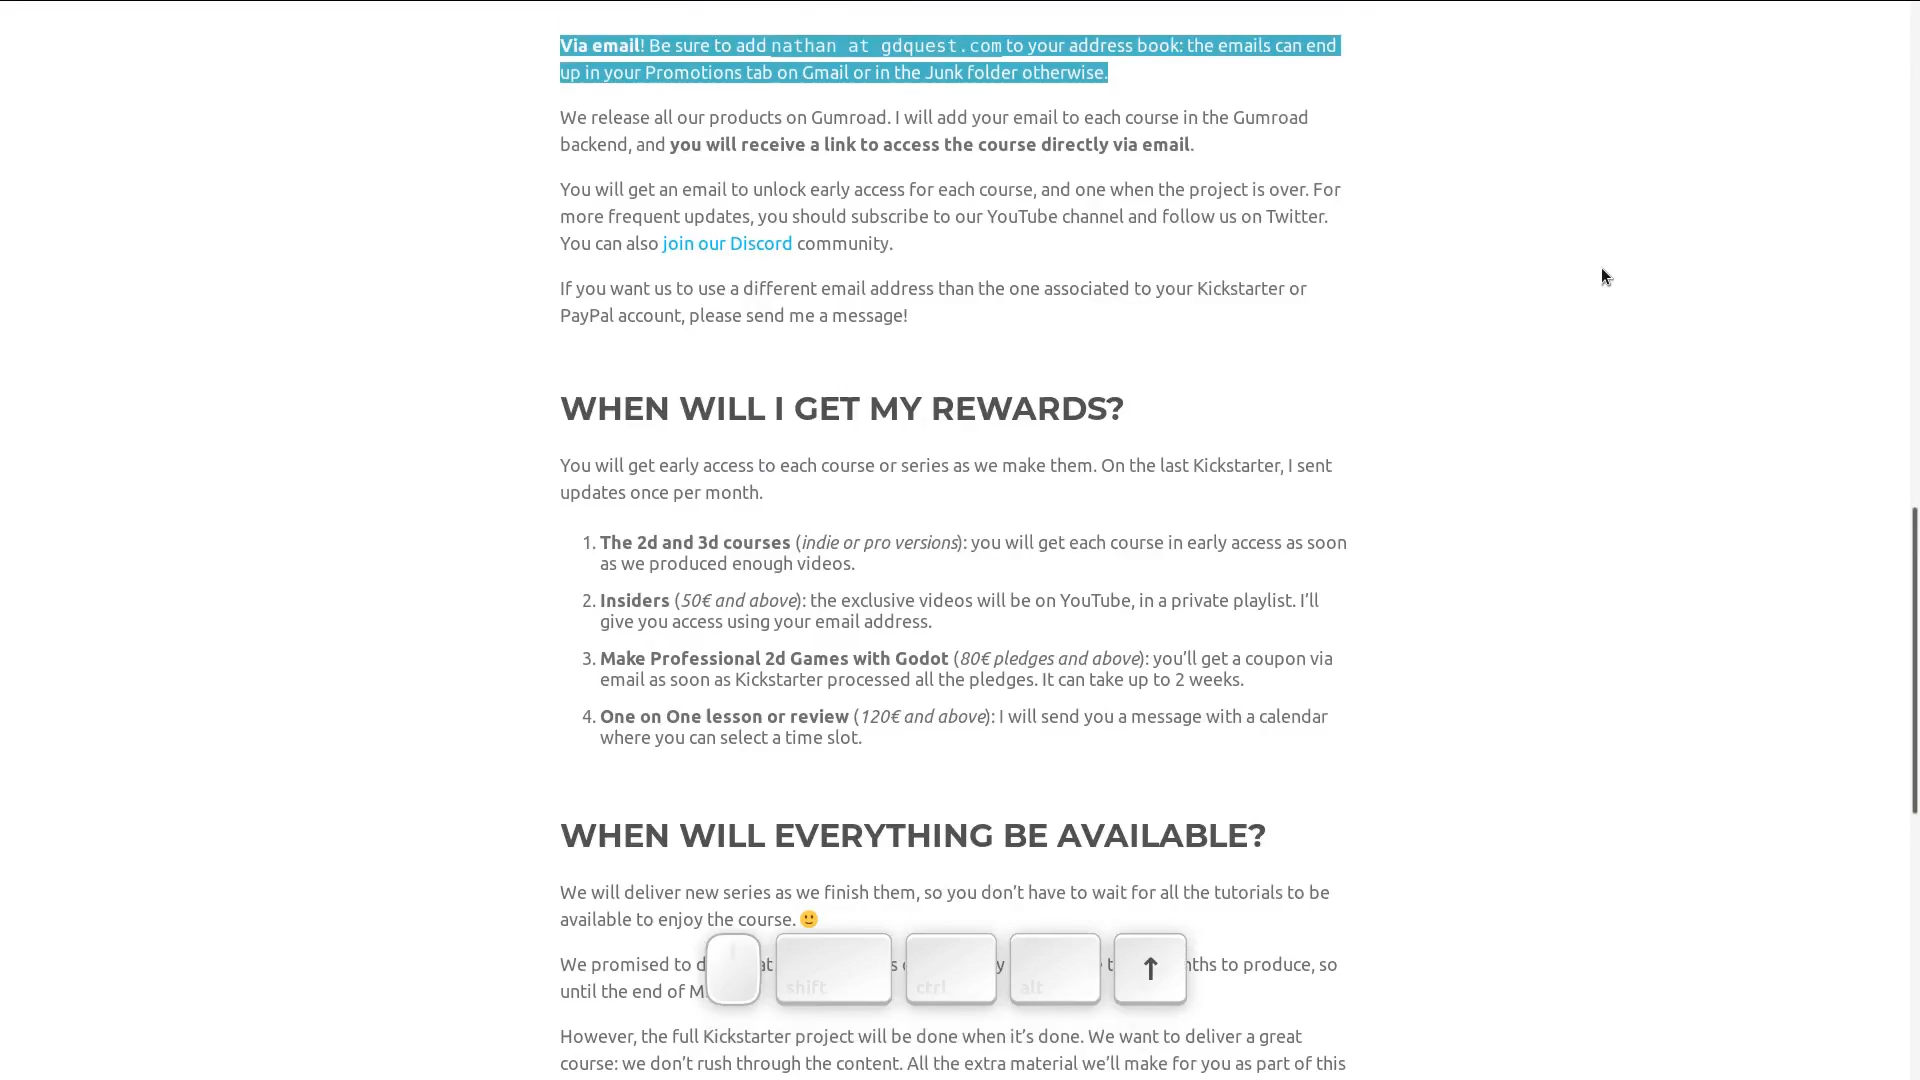 Via email! Be sure to add nathan at gdquest.com to your address book: the emails can end
up in your Promotions tab on Gmail or in the Junk folder otherwise.
We release all our products on Gumroad. I will add your email to each course in the Gumroad
backend, and you will receive a link to access the course directly via email.
You will get an email to unlock early access for each course, and one when the project is over. For
more frequent updates, you should subscribe to our YouTube channel and follow us on Twitter.
You can also join our Discord community.
If you want us to use a different email address than the one associated to your Kickstarter or
PayPal account, please send me a message!
WHEN WILL I GET MY REWARDS?
You will get early access to each course or series as we make them. On the last Kickstarter, I sent
updates once per month.
1. The 2d and 3d courses (indie or pro versions): you will get each course in early access as soon
as we produced enough videos.
2. Insiders (50€ and above): the exclusive videos will be on YouTube, in a private playlist. I’ll
give you access using your email address.
3. Make Professional 2d Games with Godot (80€ pledges and above): you’ll get a coupon via
email as soon as Kickstarter processed all the pledges. It can take up to 2 weeks.
4. One on One lesson or review (120€ and above): I will send you a message with a calendar
where you can select a time slot.
WHEN WILL EVERYTHING BE AVAILABLE?
We will deliver new series as we finish them, so you don’t have to wait for all the tutorials to be
available to enjoy the course. 🙂
We promised to to produce, so
until the end of
shift ctrl alt ↑
However, the full Kickstarter project will be done when it’s done. We want to deliver a great
course: we don’t rush through the content. All the extra material we’ll make for you as part of this